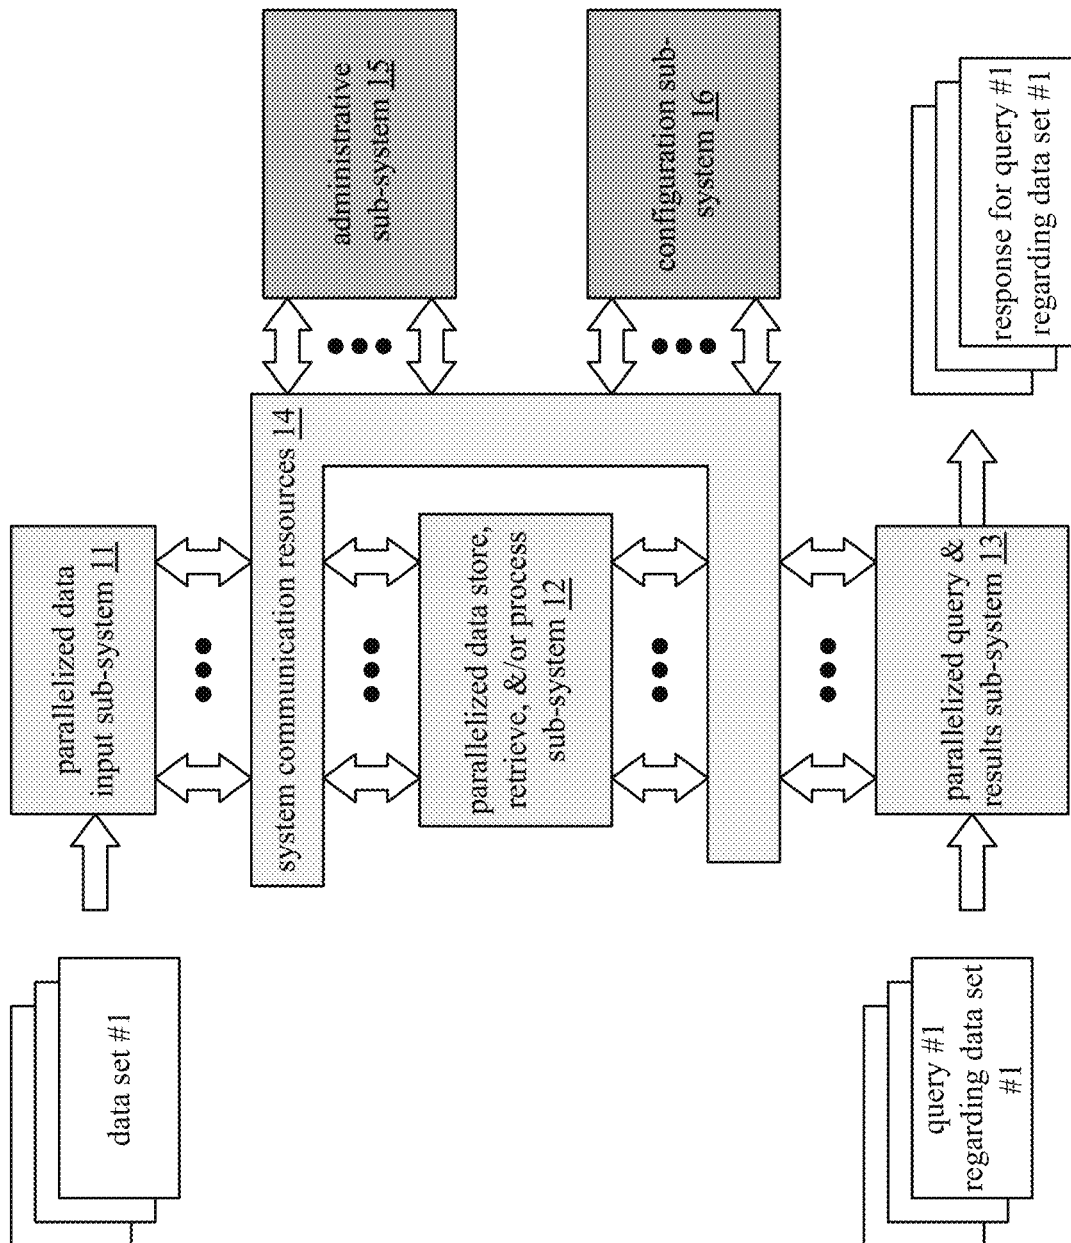 data set #1
parallelized data
input sub-system 11
system communication resources 14
parallelized data store,
retrieve, &/or process
sub-system 12
administrative
sub-system 15
configuration sub-
system 16
query #1
regarding data set
#1
parallelized query &
results sub-system 13
response for query #1
regarding data set #1